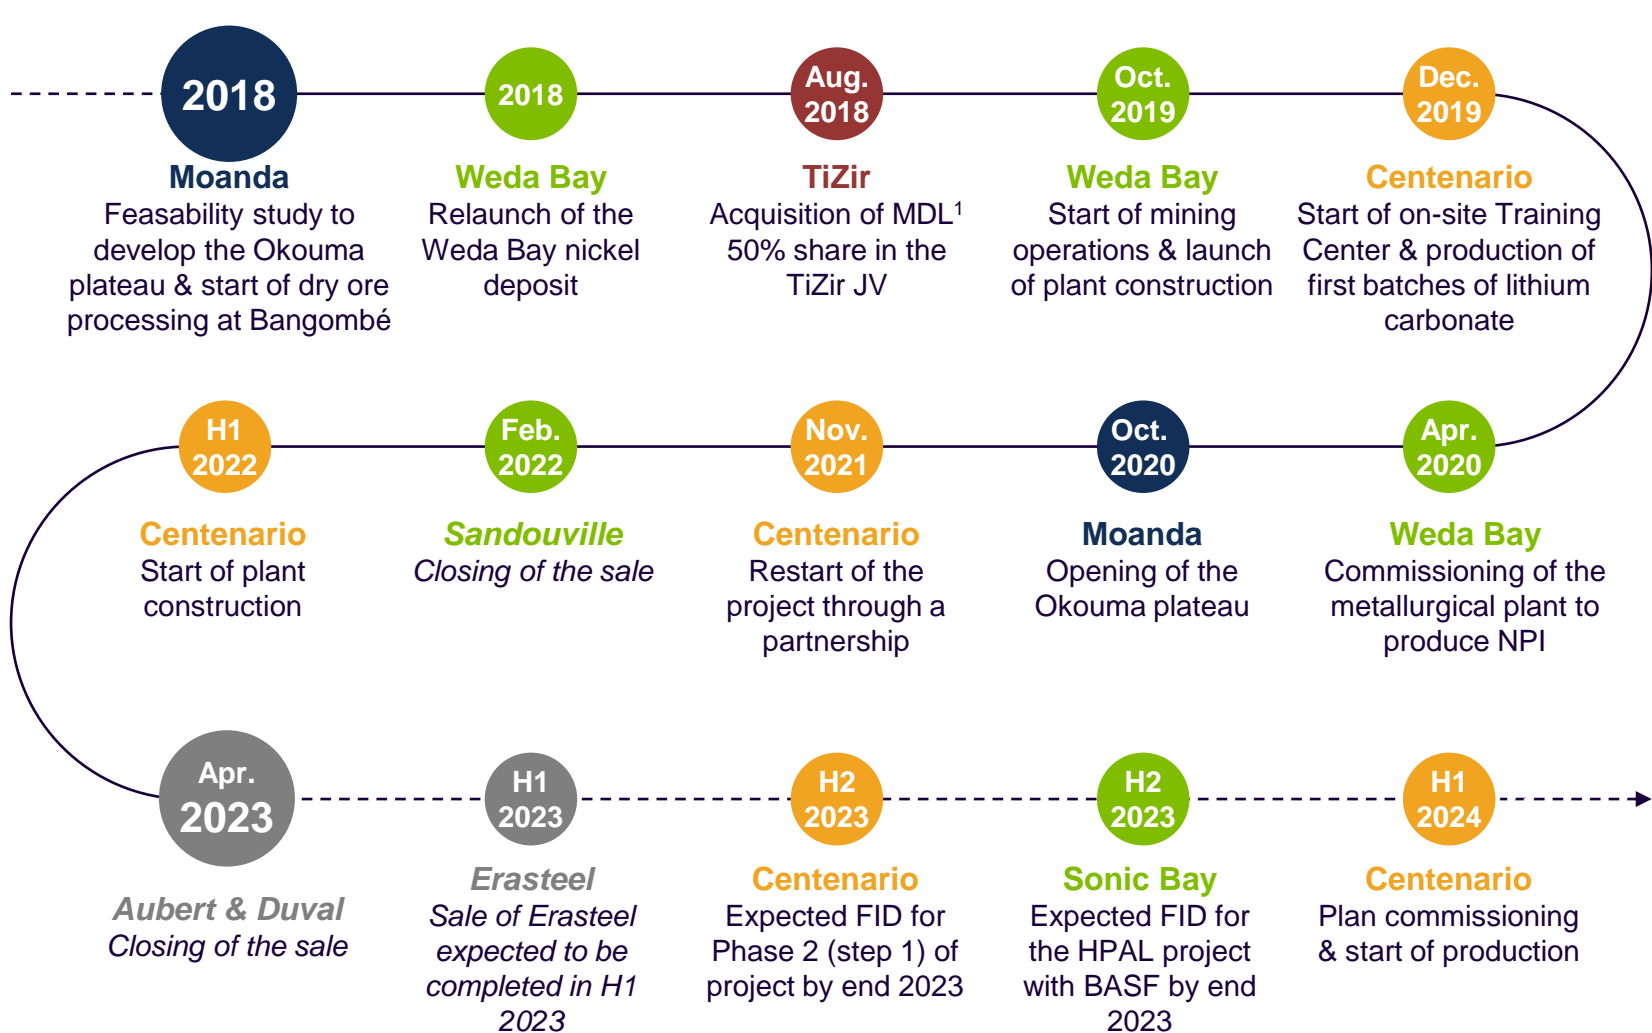 2018
Moanda
Feasability study to
develop the Okouma
plateau & start of dry ore
processing at Bangombé
2018
Weda Bay
Relaunch of the
Weda Bay nickel
deposit
Aug.
2018
TiZir
Acquisition of MDL¹
50% share in the
TiZir JV
Oct.
2019
Weda Bay
Start of mining
operations & launch
of plant construction
Dec.
2019
Centenario
Start of on-site Training
Center & production of
first batches of lithium
carbonate
Apr.
2020
Weda Bay
Commissioning of the
metallurgical plant to
produce NPI
Oct.
2020
Moanda
Opening of the
Okouma plateau
Nov.
2021
Centenario
Restart of the
project through a
partnership
Feb.
2022
Sandouville
Closing of the sale
H1
2022
Centenario
Start of plant
construction
Apr.
2023
Aubert & Duval
Closing of the sale
H1
2023
Erasteel
Sale of Erasteel
expected to be
completed in H1
2023
H2
2023
Centenario
Expected FID for
Phase 2 (step 1) of
project by end 2023
H2
2023
Sonic Bay
Expected FID for
the HPAL project
with BASF by end
2023
H1
2024
Centenario
Plan commissioning
& start of production